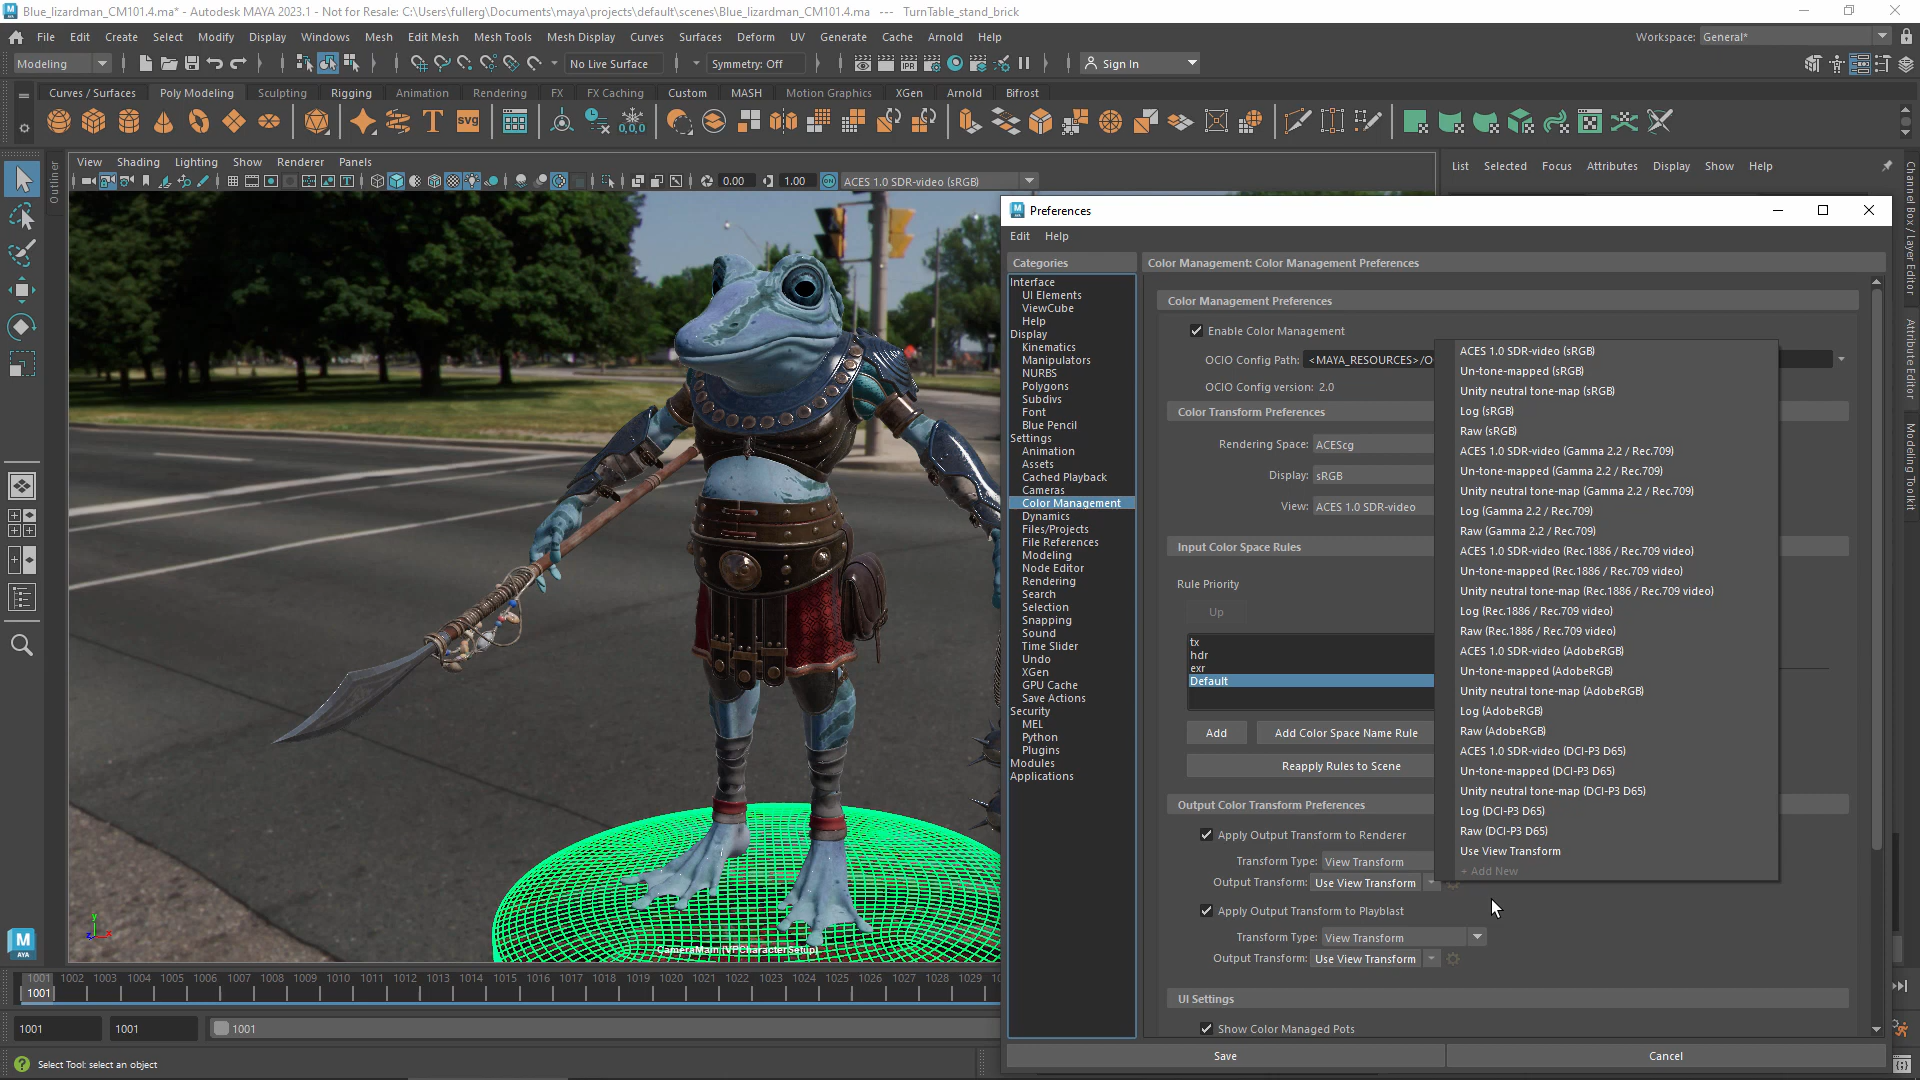 Blue_lizardman_CM101.4.ma* - Autodesk MAYA 2023.1 - Not for Resale: C:\Users\fullerg\Documents\maya\projects\default\scenes\Blue_lizardman_CM101.4.ma --- TurnTable_stand_brick
File Edit Create Select Modify Display Windows Mesh Edit Mesh Mesh Tools Mesh Display Curves Surfaces Deform UV Generate Cache Arnold Help
Workspace: General*
Modeling No Live Surface Symmetry: Off IPR Sign In
Curves / Surfaces Poly Modeling Sculpting Rigging Animation Rendering FX FX Caching Custom MASH Motion Graphics XGen Arnold Bifrost
T SVG 0,0,0
View Shading Lighting Show Renderer Panels
0.00 1.00 ACES 1.0 SDR-video (sRGB)
List Selected Focus Attributes Display Show Help
Outliner
Channel Box / Layer Editor
Attribute Editor
Modeling Toolkit
Preferences
Edit Help
Categories
Interface
UI Elements
ViewCube
Help
Display
Kinematics
Manipulators
NURBS
Polygons
Subdivs
Font
Blue Pencil
Settings
Animation
Assets
Cached Playback
Cameras
Color Management
Dynamics
Files/Projects
File References
Modeling
Node Editor
Rendering
Search
Selection
Snapping
Sound
Time Slider
Undo
XGen
GPU Cache
Save Actions
Security
MEL
Python
Plugins
Modules
Applications
Color Management: Color Management Preferences
Color Management Preferences
Enable Color Management
OCIO Config Path: <MAYA_RESOURCES>/O
OCIO Config version: 2.0
Color Transform Preferences
Rendering Space: ACEScg
Display: sRGB
View: ACES 1.0 SDR-video
Input Color Space Rules
Rule Priority
Up
tx
hdr
exr
Default
Add Add Color Space Name Rule
Reapply Rules to Scene
Output Color Transform Preferences
Apply Output Transform to Renderer
Transform Type: View Transform
Output Transform: Use View Transform
Apply Output Transform to Playblast
Transform Type: View Transform
Output Transform: Use View Transform
UI Settings
Show Color Managed Pots
Save Cancel
ACES 1.0 SDR-video (sRGB)
Un-tone-mapped (sRGB)
Unity neutral tone-map (sRGB)
Log (sRGB)
Raw (sRGB)
ACES 1.0 SDR-video (Gamma 2.2 / Rec.709)
Un-tone-mapped (Gamma 2.2 / Rec.709)
Unity neutral tone-map (Gamma 2.2 / Rec.709)
Log (Gamma 2.2 / Rec.709)
Raw (Gamma 2.2 / Rec.709)
ACES 1.0 SDR-video (Rec.1886 / Rec.709 video)
Un-tone-mapped (Rec.1886 / Rec.709 video)
Unity neutral tone-map (Rec.1886 / Rec.709 video)
Log (Rec.1886 / Rec.709 video)
Raw (Rec.1886 / Rec.709 video)
ACES 1.0 SDR-video (AdobeRGB)
Un-tone-mapped (AdobeRGB)
Unity neutral tone-map (AdobeRGB)
Log (AdobeRGB)
Raw (AdobeRGB)
ACES 1.0 SDR-video (DCI-P3 D65)
Un-tone-mapped (DCI-P3 D65)
Unity neutral tone-map (DCI-P3 D65)
Log (DCI-P3 D65)
Raw (DCI-P3 D65)
Use View Transform
+ Add New
y x z
CameraMain (VPCharacterSetup)
M AYA
1001 1002 1003 1004 1005 1006 1007 1008 1009 1010 1011 1012 1013 1014 1015 1016 1017 1018 1019 1020 1021 1022 1023 1024 1025 1026 1027 1028 1029
1001
1001 1001 1001
Select Tool: select an object